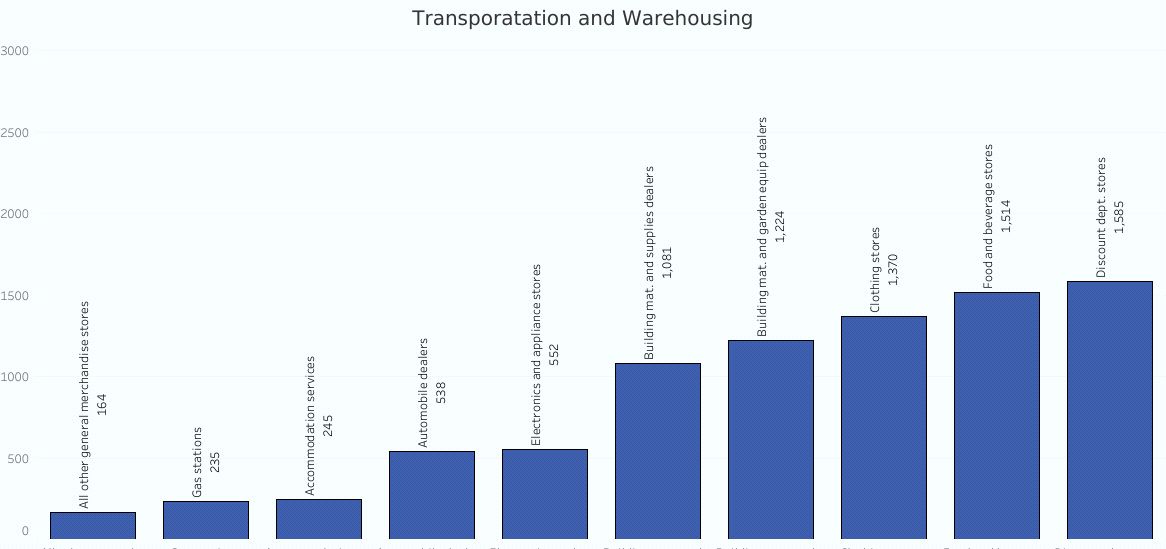 Transporatation and Warehousing
3000
2500
2000
1500
1000
500
0
All other general merchandise stores
164
Gas stations
235
Accommodation services
245
Automobile dealers
538
Electronics and appliance stores
552
Building mat. and supplies dealers
1,081
Building mat. and garden equip dealers
1,224
Clothing stores
1,370
Food and beverage stores
1,514
Discount dept. stores
1,585